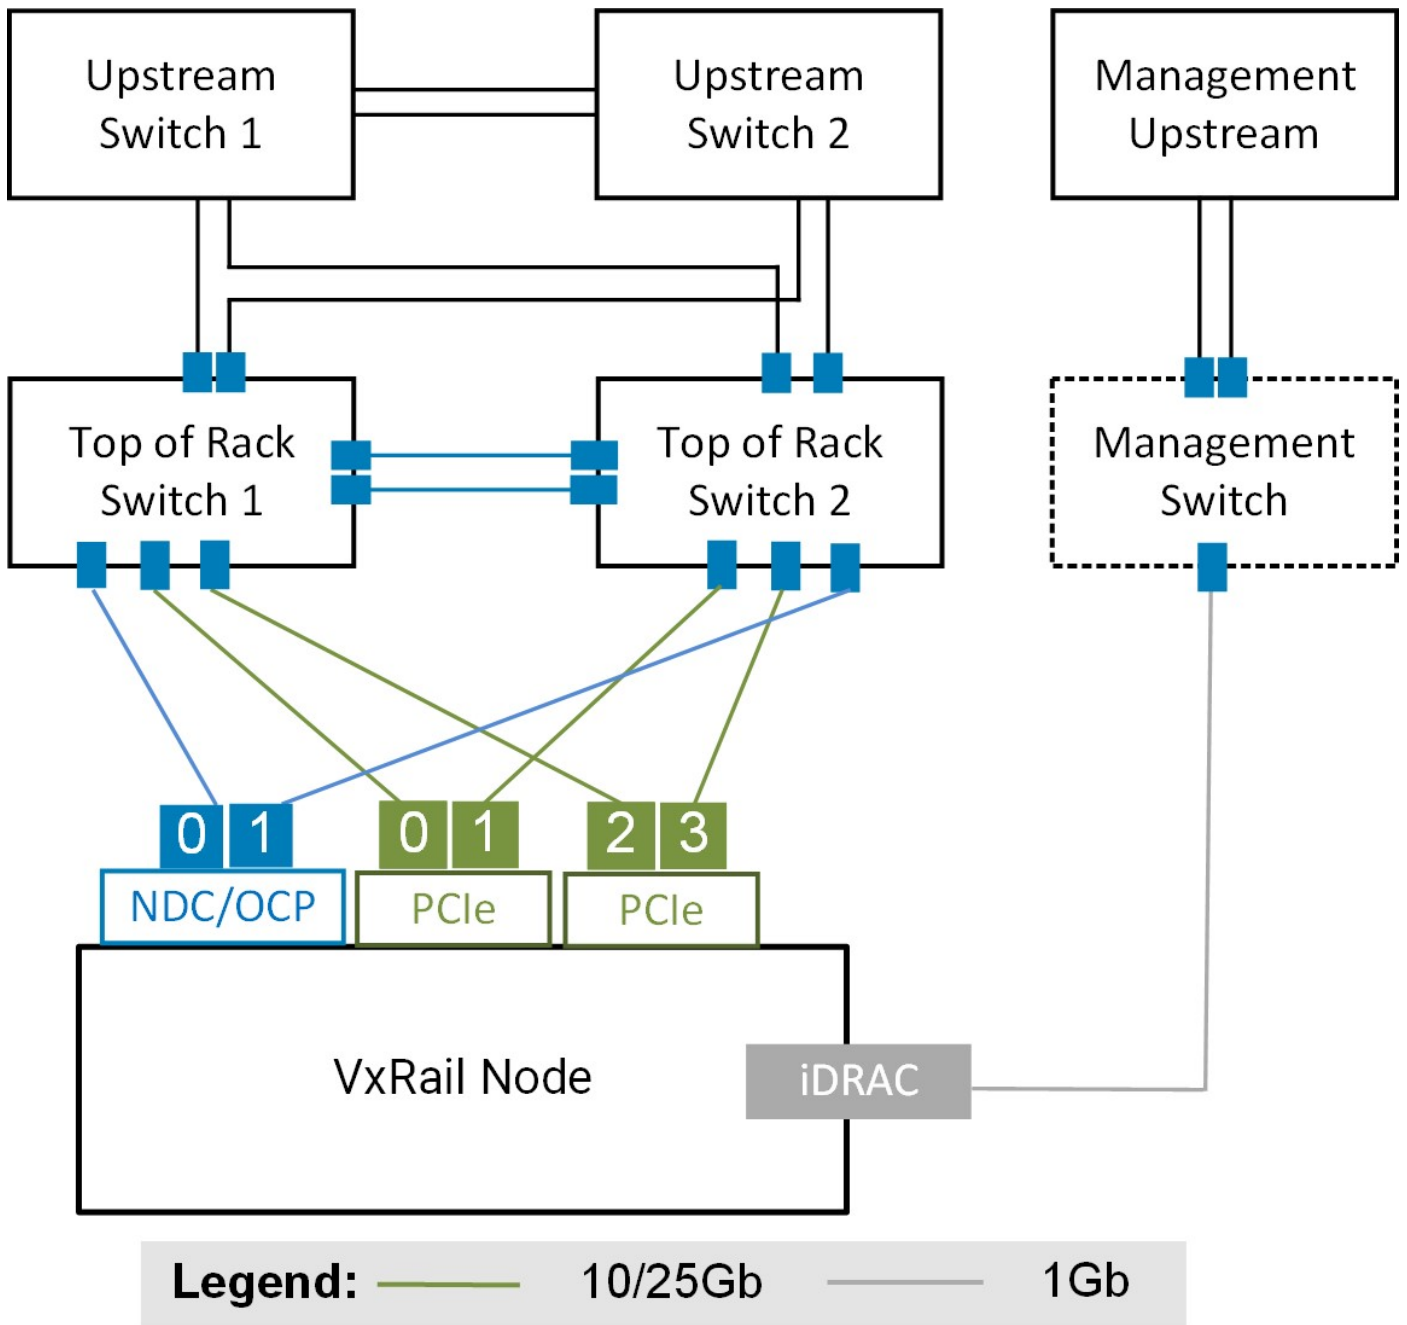 Upstream
Switch 1
Upstream
Switch 2
Management
Upstream
Top of Rack
Switch 1
Top of Rack
Switch 2
Management
Switch
0 1
0 1
2 3
NDC/OCP
PCIe
PCIe
VxRail Node
iDRAC
Legend: 10/25Gb 1Gb